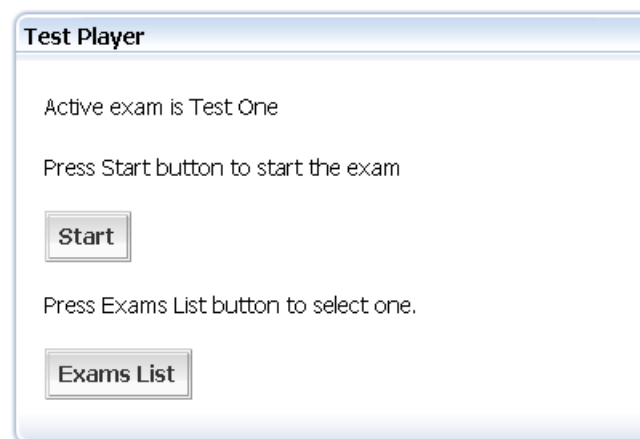 Test Player
Active exam is Test One
Press Start button to start the exam
Start
Press Exams List button to select one.
Exams List